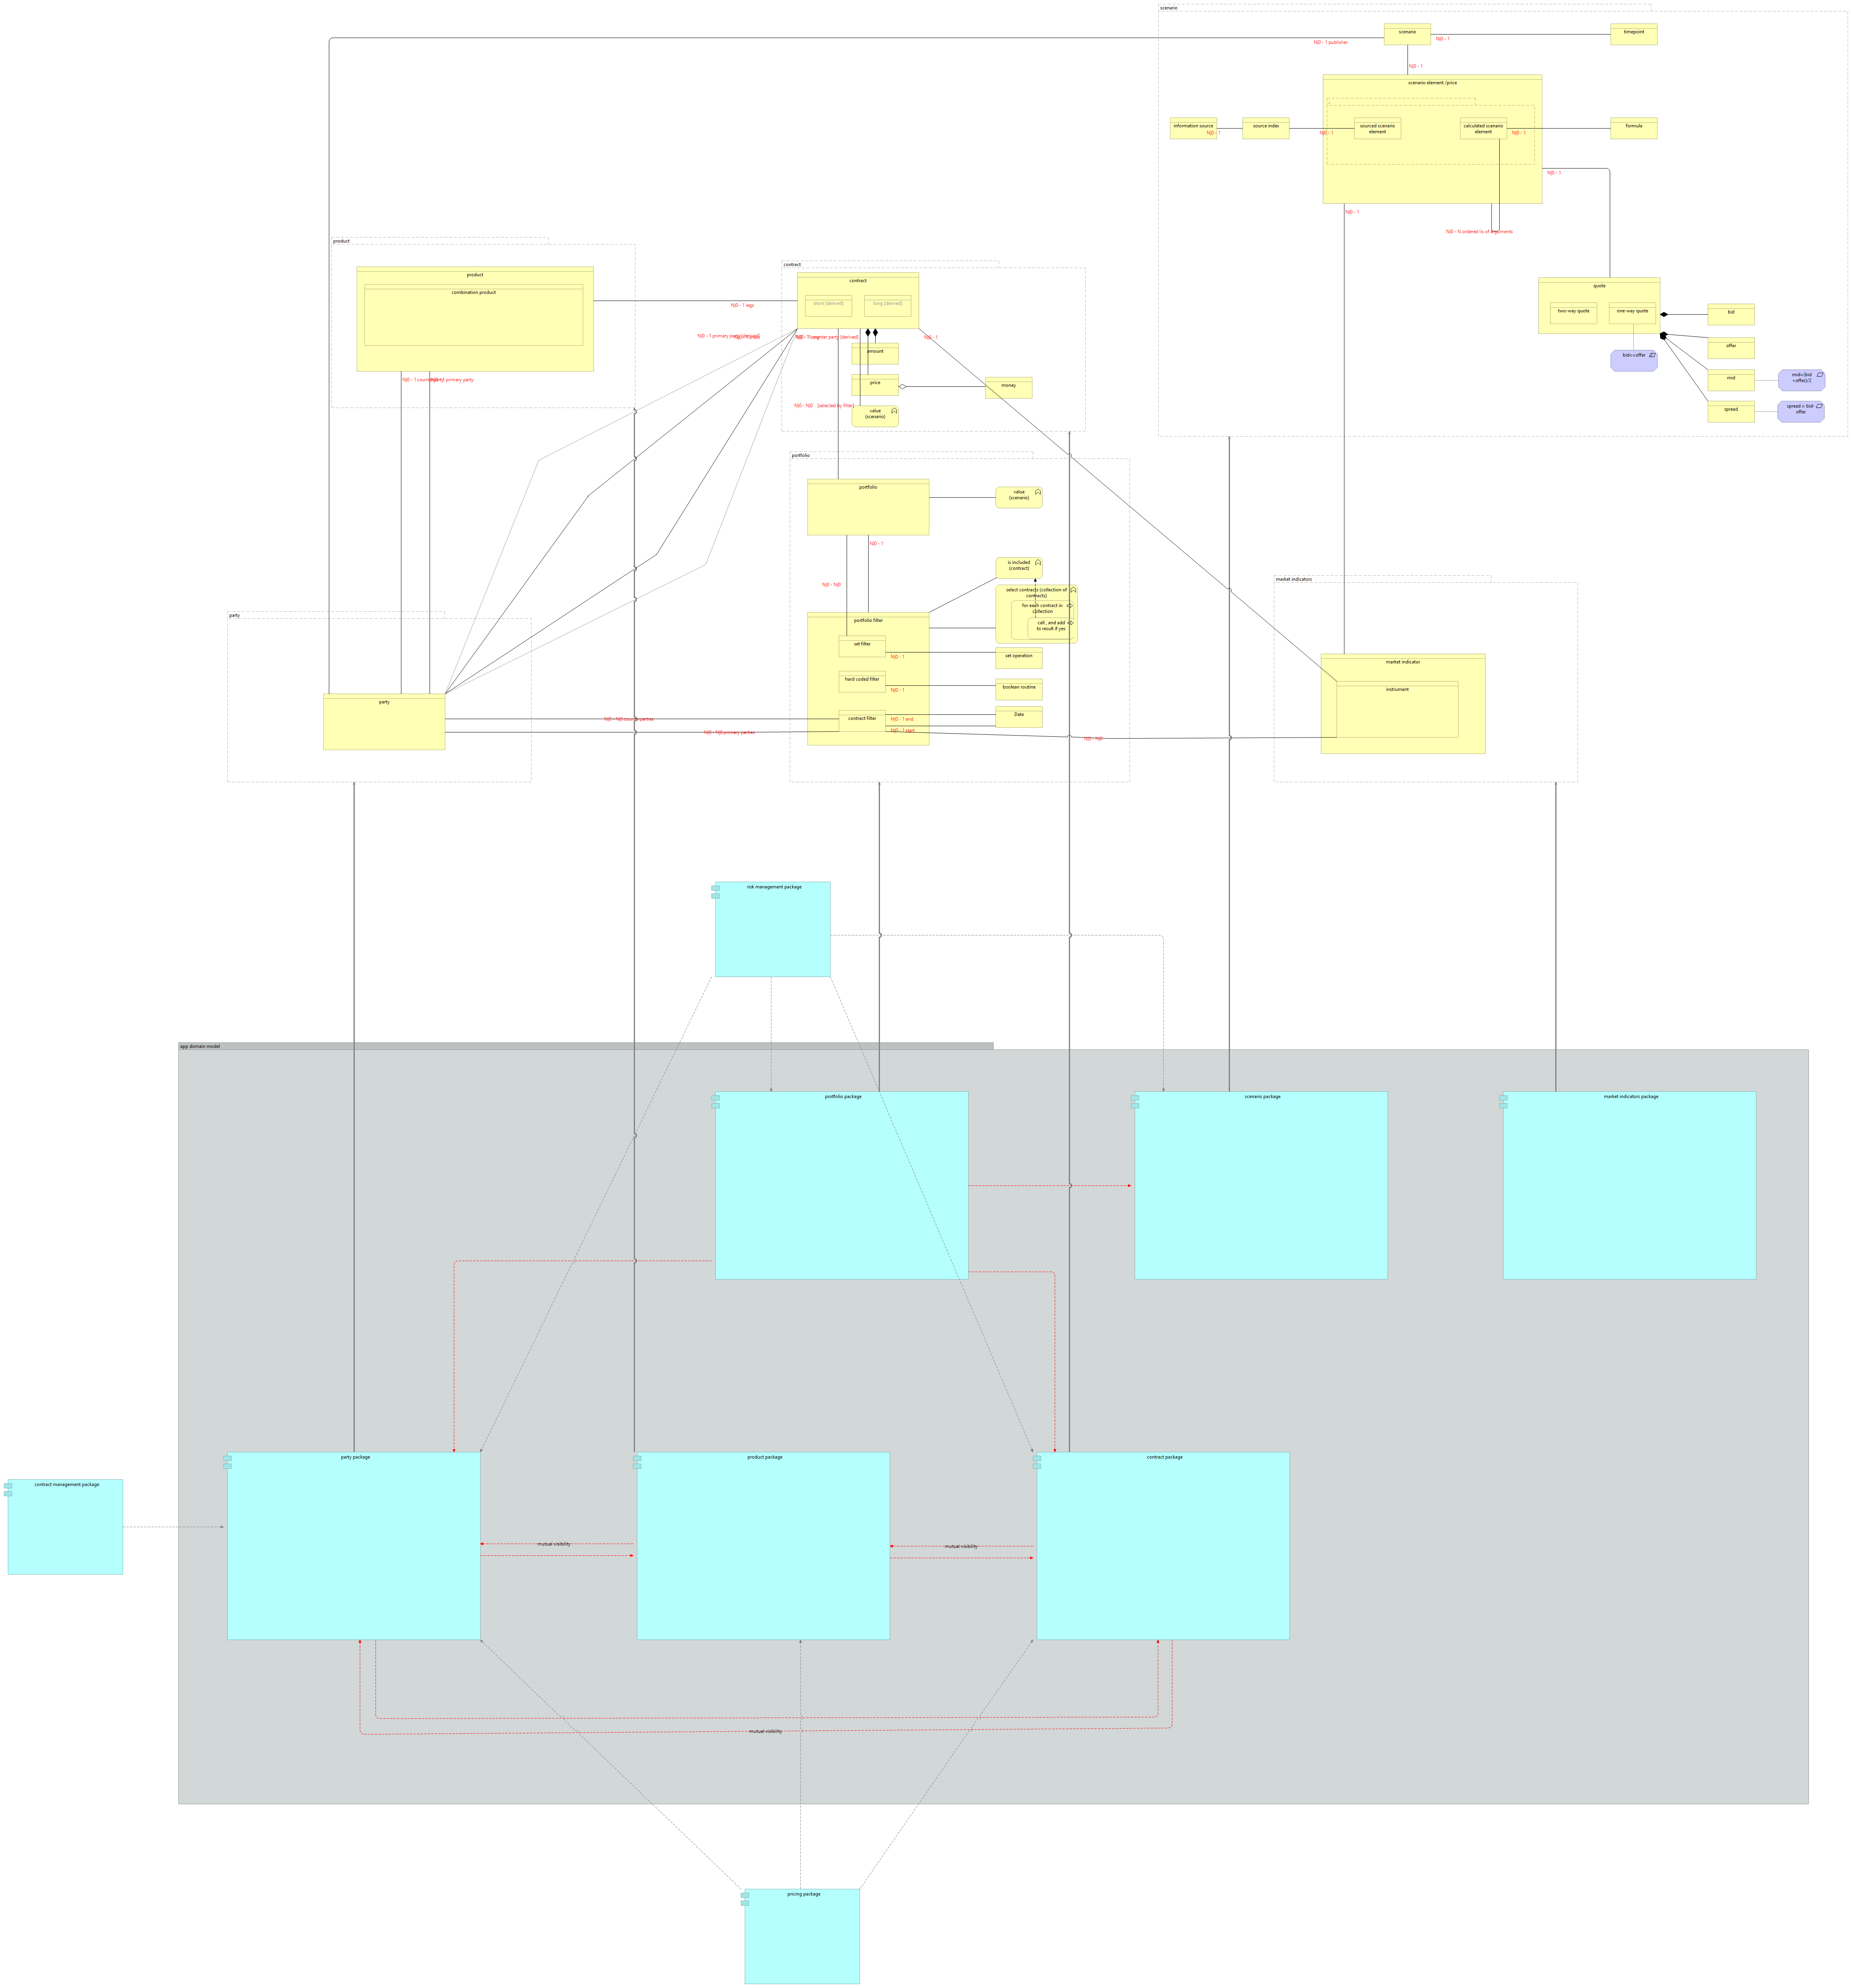 scenario
scenario
timepoint
N|0 - 1 publisher
N|0 - 1
N|0 - 1
scenario element /price
information source
source index
sourced scenario
element
calculated scenario
element
formula
N|0 - 1
N|0 - 1
N|0 - 1
N|0 - 1
N|0 - 1
N|0 - N ordered lis of arguments
product
product
combination product
contract
contract
short [derived]
long [derived]
N|0 - 1 legs
N|0 - 1 primary party [derived]
N|0 - 1 counter party [derived]
N|0 - 1
amount
price
money
value
(scenario)
N|0 - N|0 [selected by filter]
N|0 - 1 counter party
N|0 - 1 primary party
quote
two-way quote
one-way quote
bid
offer
bid=>offer
mid
mid=(bid
+offer)/2
spread
spread = bid-
offer
portfolio
portfolio
value
(scenario)
N|0 - 1
N|0 - N|0
is included
(contract)
select contracts (collection of
contracts)
for each contract in
collection
call , and add
to result if yes
market indicators
party
portfolio filter
set filter
N|0 - 1
set operation
hard coded filter
N|0 - 1
boolean routine
contract filter
Date
N|0 - 1 end
N|0 - 1 start
N|0 - N|0
party
N|0 - N|0 counterparties
N|0 - N|0 primary parties
market indicator
instrument
risk management package
app domain model
portfolio package
scenario package
market indicators package
party package
product package
contract package
contract management package
mutual visibility
mutual visibility
mutual visibility
pricing package